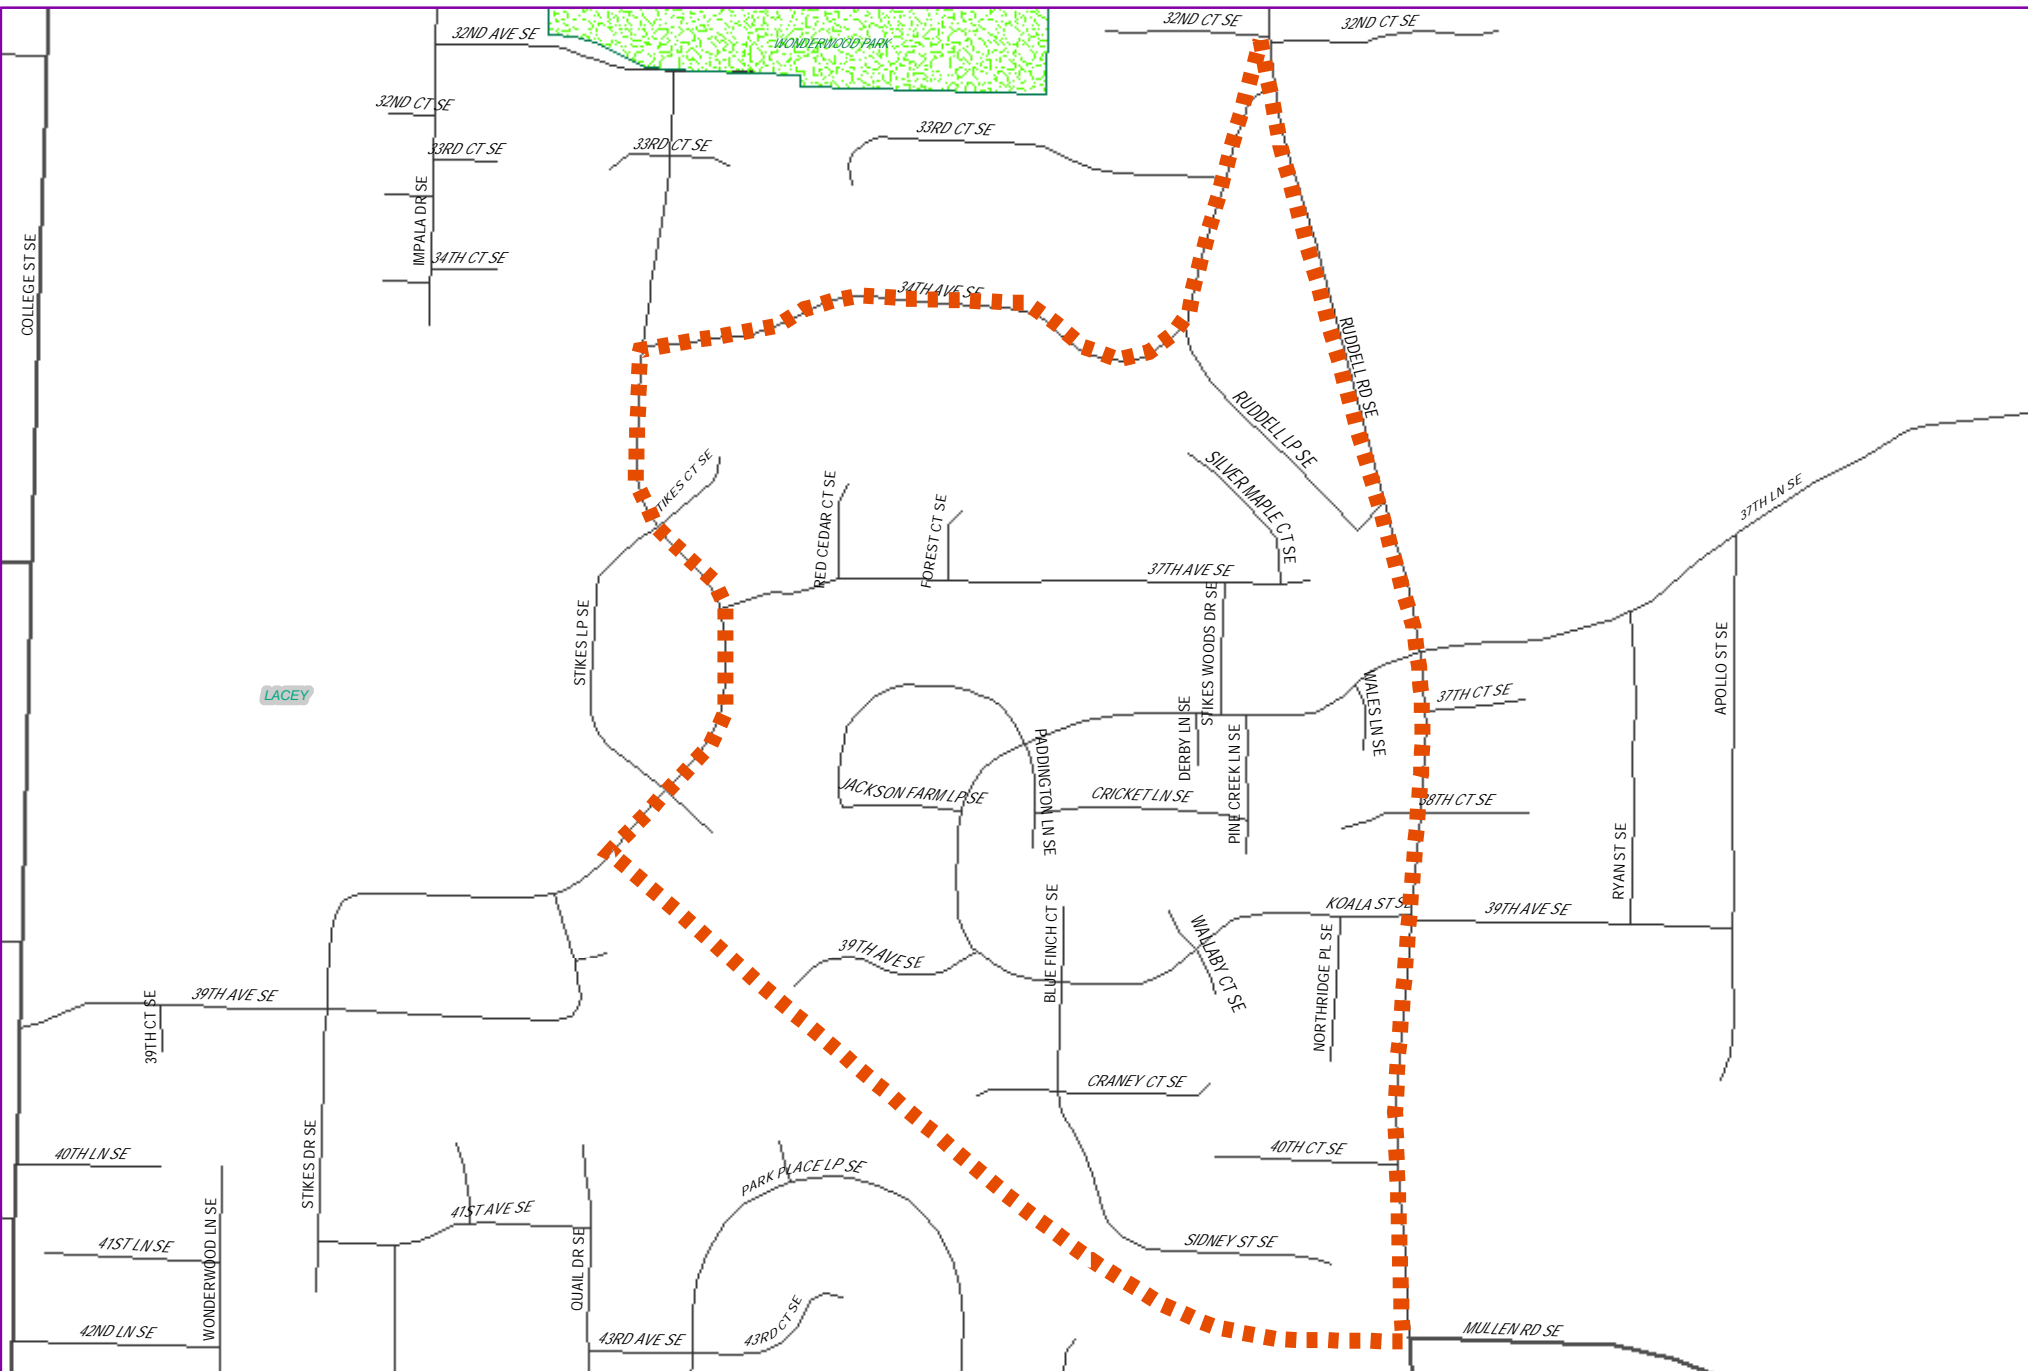 32ND CT SE
32ND CT SE
32ND AVE SE
WONDERWOOD PARK
32ND CT SE
33RD CT SE
33RD CT SE
33RD CT SE
IMPALA DR SE
COLLEGE ST SE
34TH CT SE
34TH AVE SE
RUDDELL RD SE
RUDDELL LP SE
STIKES CT SE
SILVER MAPLE CT SE
RED CEDAR CT SE
FOREST CT SE
37TH LN SE
37TH AVE SE
STIKES LP SE
STIKES WOODS DR SE
APOLLO ST SE
LACEY
WALES LN SE
37TH CT SE
DERBY LN SE
PADDINGTON LN SE
PINE CREEK LN SE
JACKSON FARM LP SE
CRICKET LN SE
38TH CT SE
RYAN ST SE
BLUE FINCH CT SE
KOALA ST SE
39TH AVE SE
39TH AVE SE
WALLABY CT SE
NORTHRIDGE PL SE
39TH AVE SE
39TH CT SE
CRANEY CT SE
STIKES DR SE
40TH LN SE
40TH CT SE
PARK PLACE LP SE
41ST AVE SE
WONDERWOOD LN SE
41ST LN SE
QUAIL DR SE
SIDNEY ST SE
42ND LN SE
43RD AVE SE
43RD CT SE
MULLEN RD SE